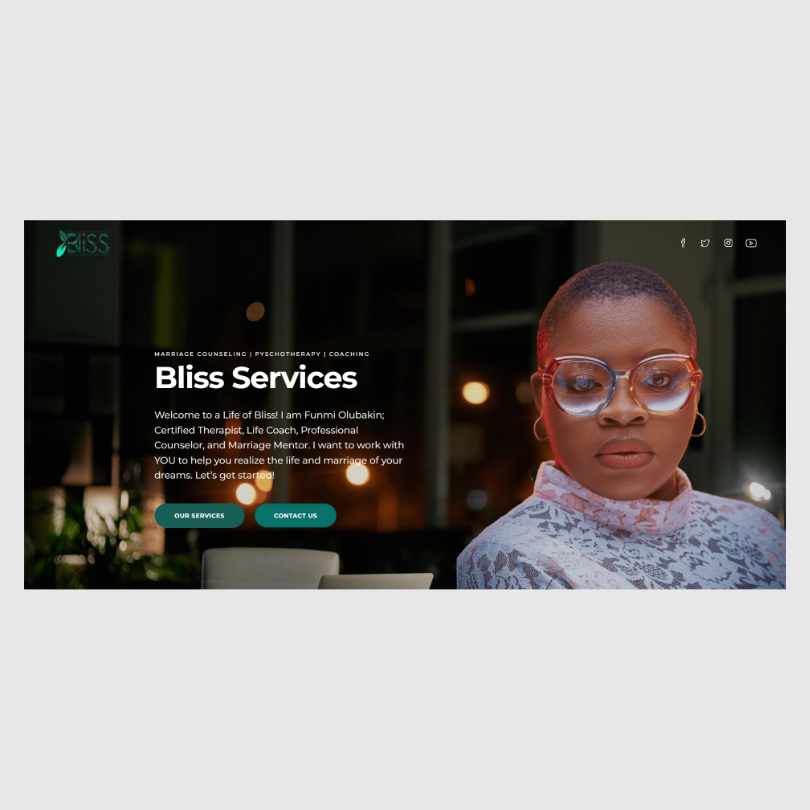 Bliss
MARRIAGE COUNSELING | PYSCHOTHERAPY | COACHING
Bliss Services
Welcome to a Life of Bliss! I am Funmi Olubakin;
Certified Therapist, Life Coach, Professional
Counselor, and Marriage Mentor. I want to work with
YOU to help you realize the life and marriage of your
dreams. Let's get started!
OUR SERVICES
CONTACT US